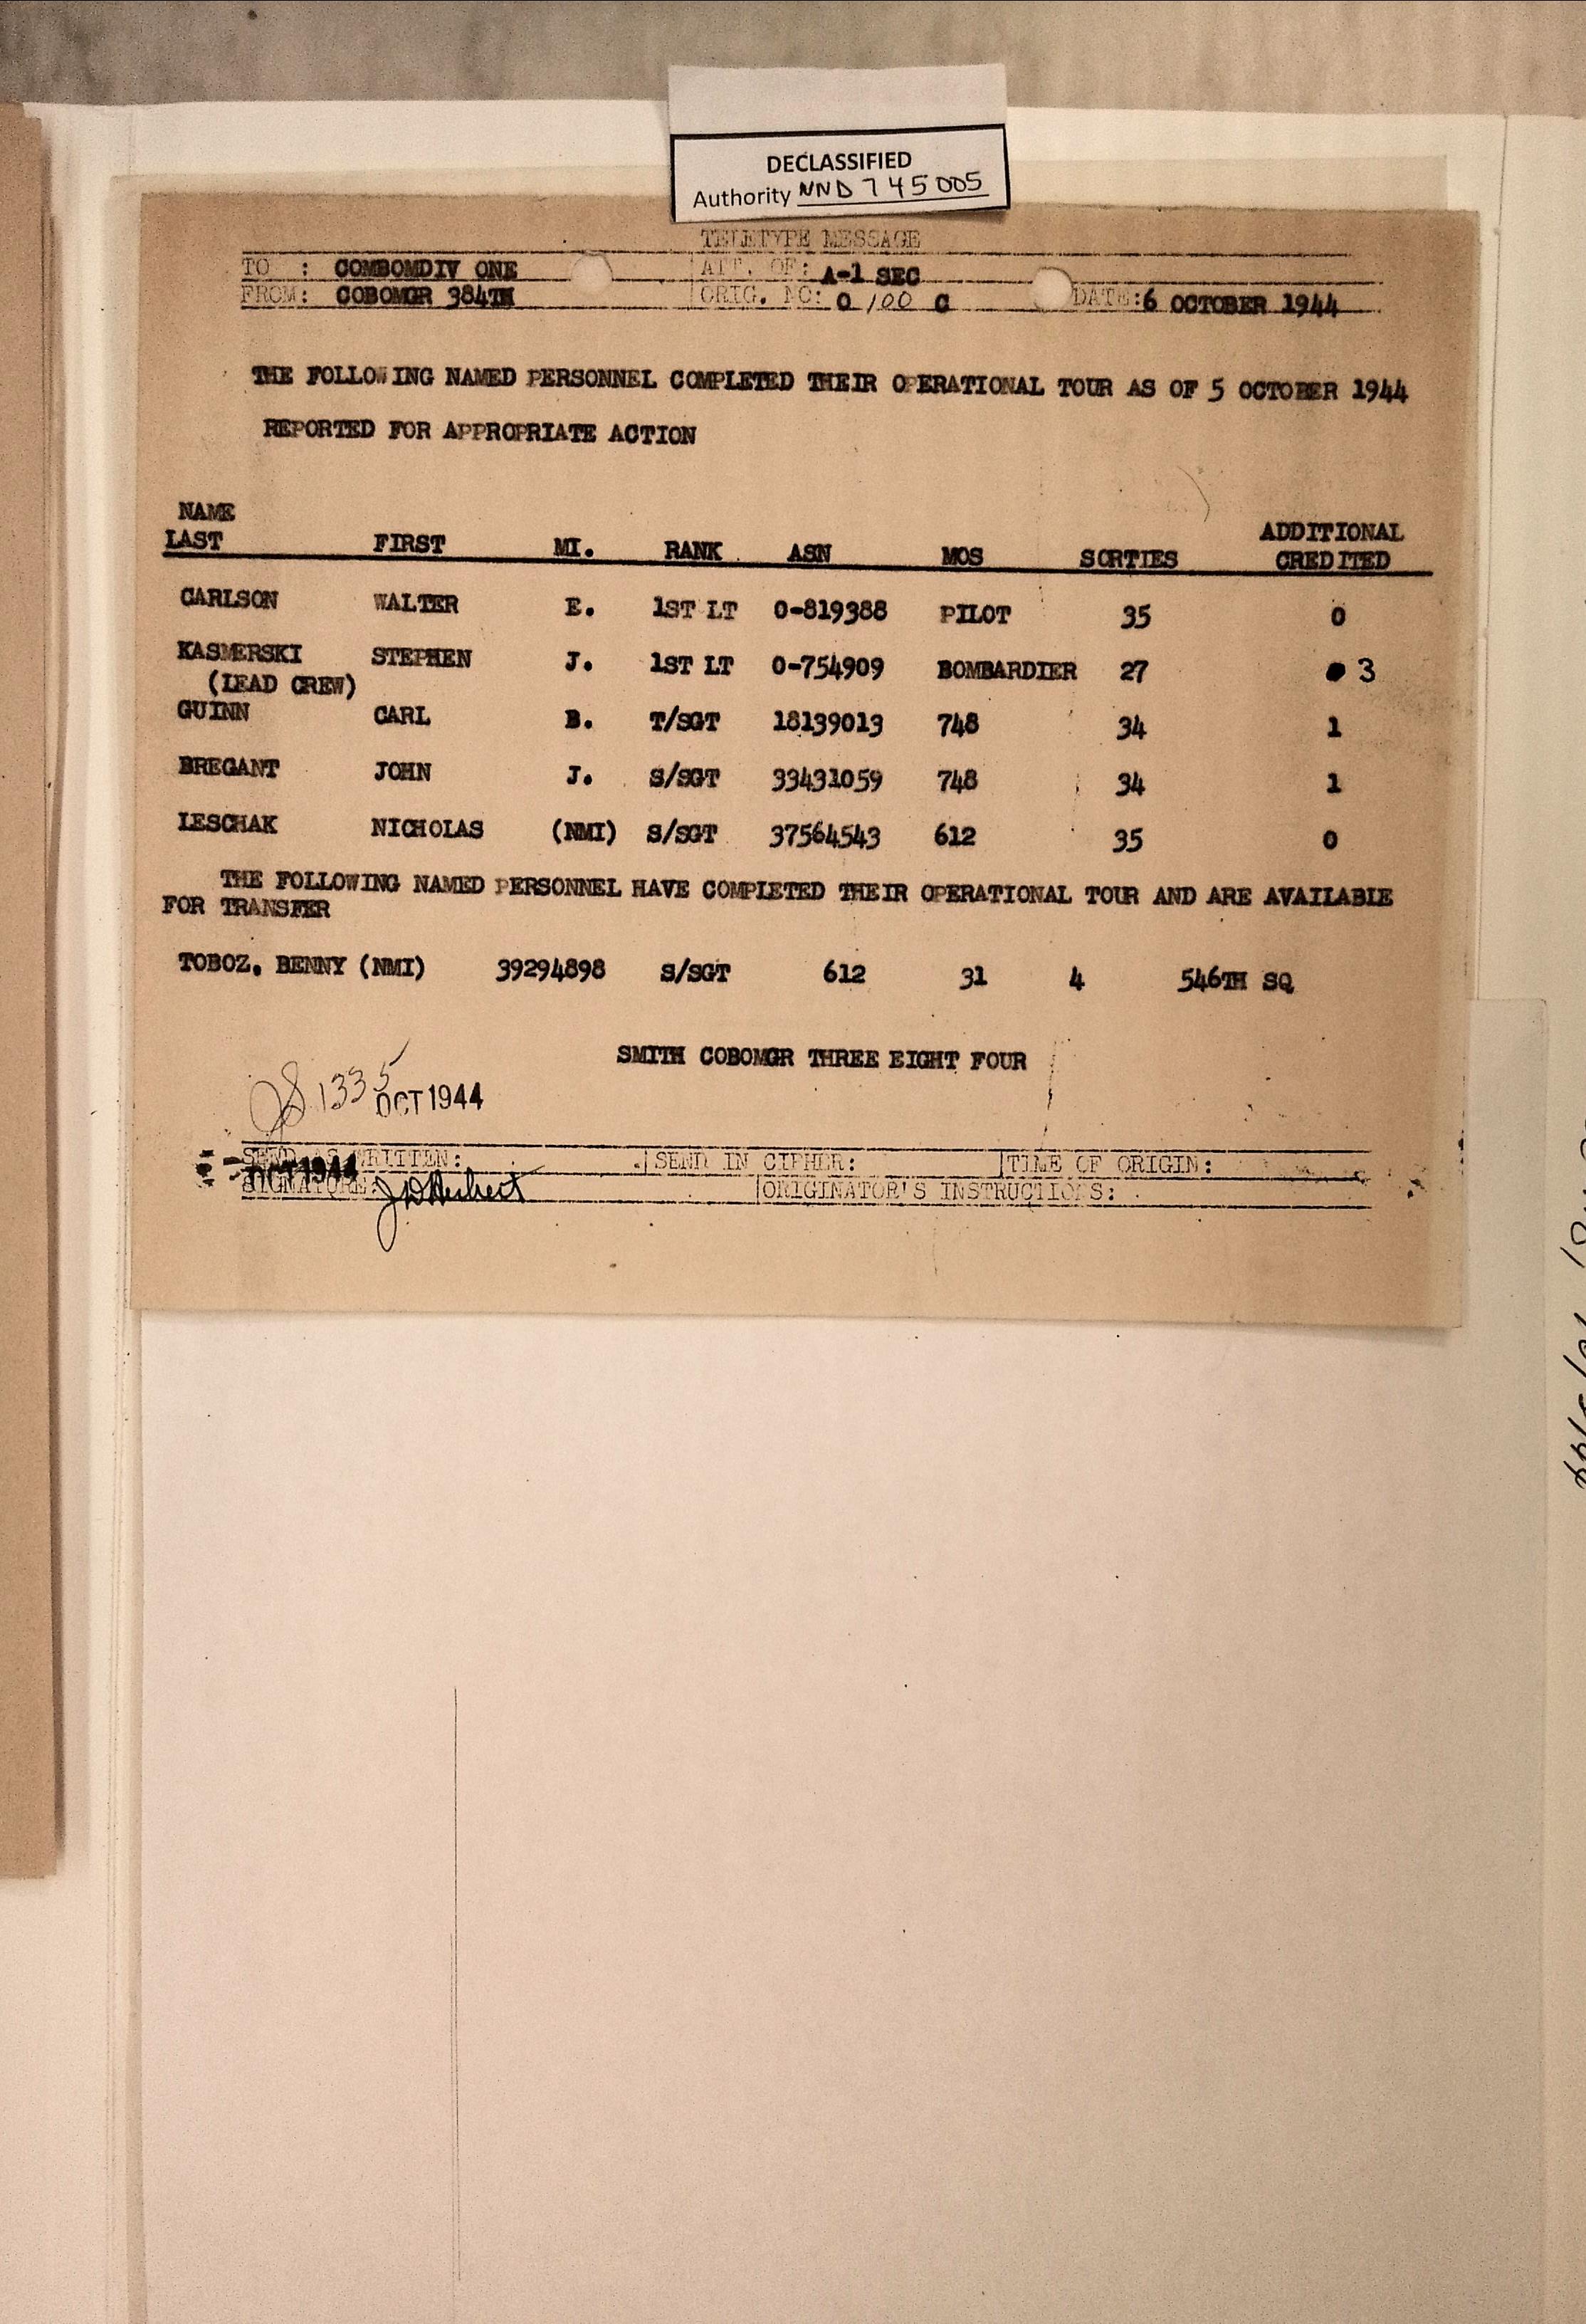 DECLASSIFIED
Authority NND 745005
TELETYPE MESSAGE
TO : COMBOMDIV ONE ATT. OF: A-1 SEC
FROM: COBOMGR 384TH ORIG. NO: O 100 C DATE: 6 OCTOBER 1944
THE FOLLOWING NAMED PERSONNEL COMPLETED THEIR OPERATIONAL TOUR AS OF 5 OCTOBER 1944
REPORTED FOR APPROPRIATE ACTION
NAME ADDITIONAL
LAST FIRST MI. RANK ASN MOS SORTIES CREDITED
CARLSON WALTER E. 1ST LT 0-819388 PILOT 35 0
KASMERSKI STEPHEN J. 1ST LT 0-754909 BOMBARDIER 27 3
(LEAD CREW)
GUINN CARL B. T/SGT 18139013 748 34 1
BREGANT JOHN J. S/SGT 33431059 748 34 1
LESCHAK NICHOLAS (NMI) S/SGT 37564543 612 35 0
THE FOLLOWING NAMED PERSONNEL HAVE COMPLETED THEIR OPERATIONAL TOUR AND ARE AVAILABLE
FOR TRANSFER
TOBOZ. BENNY (NMI) 39294898 S/SGT 612 31 4 546TH SQ
SMITH COBOMGR THREE EIGHT FOUR
1335
OCT 1944
SEND AS WRITTEN: SEND IN CIPHER: TIME OF ORIGIN:
OCT 1944
SIGNATURE: ORIGINATOR'S INSTRUCTIONS: